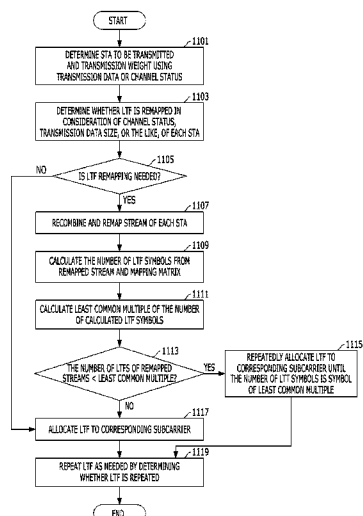 START
1101
DETERMINE STA TO BE TRANSMITTED
AND TRANSMISSION WEIGHT USING
TRANSMISSION DATA OR CHANNEL STATUS
1103
DETERMINE WHETHER LTF IS REMAPPED IN
CONSIDERATION OF CHANNEL STATUS,
TRANSMISSION DATA SIZE, OR THE LIKE, OF EACH STA
1105
NO
IS LTF REMAPPING NEEDED?
YES
1107
RECOMBINE AND REMAP STREAM OF EACH STA
1109
CALCULATE THE NUMBER OF LTF SYMBOLS FROM
REMAPPED STREAM AND MAPPING MATRIX
1111
CALCULATE LEAST COMMON MULTIPLE OF THE NUMBER
OF CALCULATED LTF SYMBOLS
1113
THE NUMBER OF LTFS OF REMAPPED
STREAMS < LEAST COMMON MULTIPLE?
YES
1115
REPEATEDLY ALLOCATE LTF TO
CORRESPONDING SUBCARRIER UNTIL
THE NUMBER OF LTF SYMBOLS IS SYMBOL
OF LEAST COMMON MULTIPLE
NO
1117
ALLOCATE LTF TO CORRESPONDING SUBCARRIER
1119
REPEAT LTF AS NEEDED BY DETERMINING
WHETHER LTF IS REPEATED
END